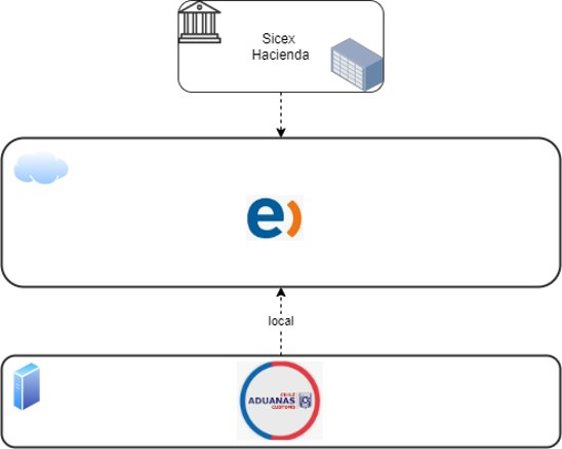 Sicex
Hacienda
e)
local
CHILE
ADUANAS
CUSTOMS